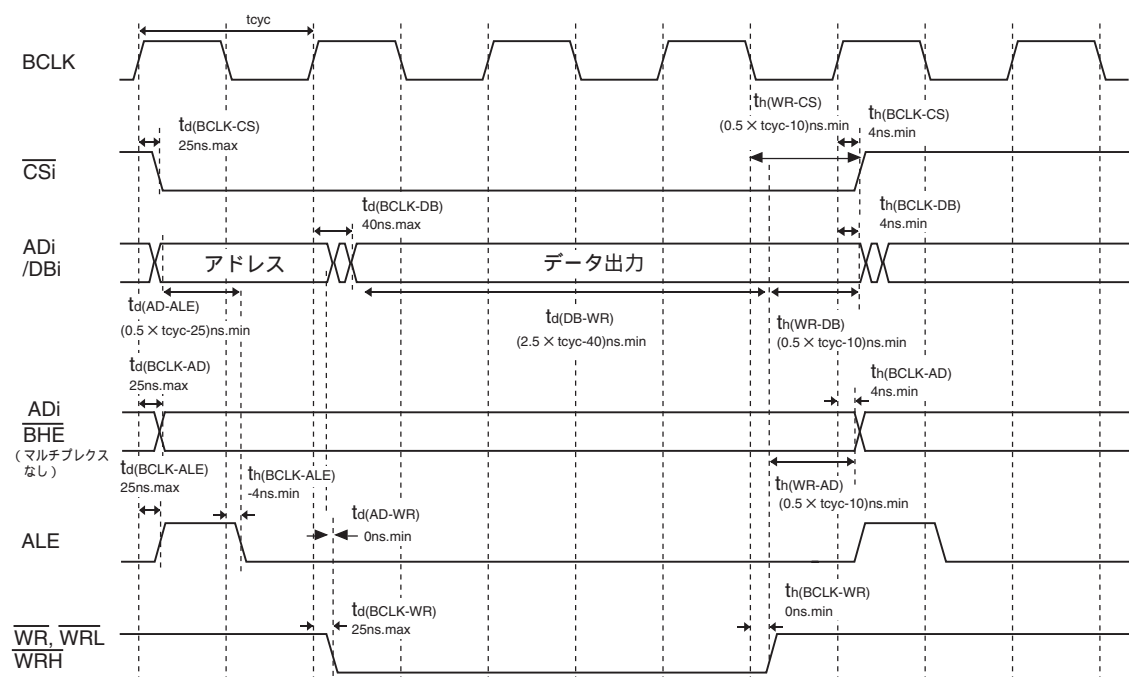 tcyc
BCLK
td(BCLK-CS)
25ns.max
th(WR-CS)
(0.5×tcyc-10)ns.min
th(BCLK-CS)
4ns.min
CSi
td(BCLK-DB)
40ns.max
th(BCLK-DB)
4ns.min
ADi
/DBi
アドレス
データ出力
td(AD-ALE)
(0.5×tcyc-25)ns.min
td(DB-WR)
(2.5×tcyc-40)ns.min
th(WR-DB)
(0.5×tcyc-10)ns.min
td(BCLK-AD)
25ns.max
th(BCLK-AD)
4ns.min
ADi
BHE
(マルチプレクス
なし)
td(BCLK-ALE)
25ns.max
th(BCLK-ALE)
-4ns.min
th(WR-AD)
(0.5×tcyc-10)ns.min
td(AD-WR)
0ns.min
ALE
td(BCLK-WR)
25ns.max
th(BCLK-WR)
0ns.min
WR, WRL
WRH